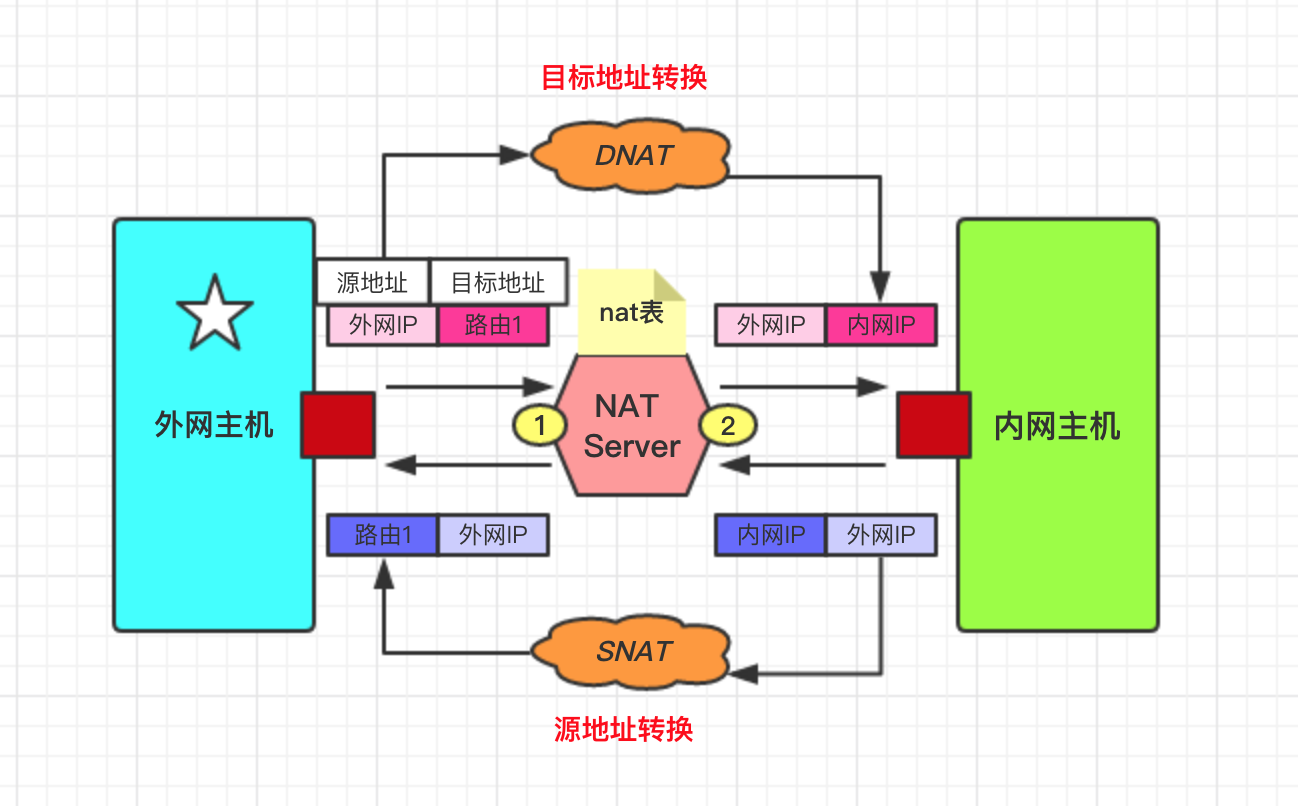 目标地址转换
DNAT
源地址 目标地址
外网IP 路由1
nat表
外网IP 内网IP
外网主机
1
NAT
Server
2
内网主机
路由1 外网IP
内网IP 外网IP
SNAT
源地址转换